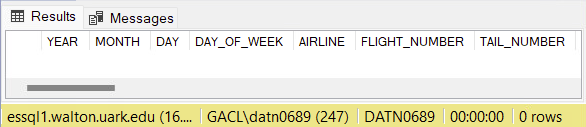 Results Messages
YEAR MONTH DAY DAY_OF_WEEK AIRLINE FLIGHT_NUMBER TAIL_NUMBER
essql1.walton.uark.edu (16.... GACL\datn0689 (247) DATN0689 00:00:00 0 rows